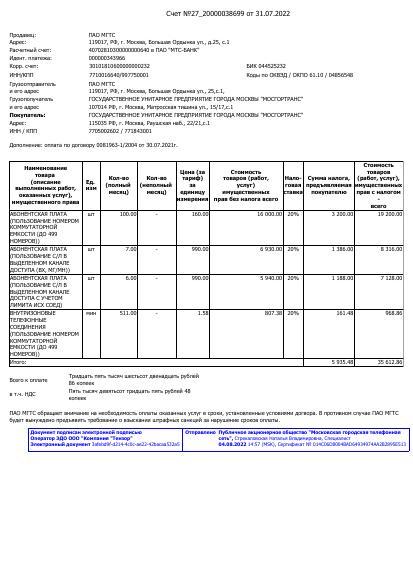 Счет №27_20000038699 от 31.07.2022
Продавец: ПАО МГТС
Адрес: 119017, РФ, г. Москва, Большая Ордынка ул., д.25, с.1
Расчетный счет: 40702810100000000640 в ПАО "МТС-БАНК"
Идент. платежа: 000000343966
Корр. счет: 30101810600000000232 БИК 044525232
ИНН/КПП 7710016640/997750001 Коды по ОКВЭД / ОКПО 61.10 / 04856548
Грузоотправитель ПАО МГТС
и его адрес 119017, РФ, г. Москва, Большая Ордынка ул., 25,с.1,
Грузополучатель ГОСУДАРСТВЕННОЕ УНИТАРНОЕ ПРЕДПРИЯТИЕ ГОРОДА МОСКВЫ "МОСГОРТРАНС"
и его адрес 107014 РФ, г. Москва, Матросская тишина ул., 15/17,с.1
Покупатель: ГОСУДАРСТВЕННОЕ УНИТАРНОЕ ПРЕДПРИЯТИЕ ГОРОДА МОСКВЫ "МОСГОРТРАНС"
Адрес: 115035 РФ, г. Москва, Раушская наб., 22/21,с.1
ИНН / КПП 7705002602 / 771843001
Дополнение: оплата по договору 0081963-1/2004 от 30.07.2021г.
Наименование товара (описание выполненных работ, оказанных услуг), имущественного права
Ед. изм
Кол-во (полный месяц)
Кол-во (неполный месяц)
Цена (за тариф) за единицу измерения
Стоимость товаров (работ, услуг) имущественных прав без налога всего
Нало-говая ставка
Сумма налога, предъявляемая покупателю
Стоимость товаров (работ, услуг), имущественных прав с налогом - всего
АБОНЕНТСКАЯ ПЛАТА (ПОЛЬЗОВАНИЕ НОМЕРОМ КОММУТАТОРНОЙ ЕМКОСТИ (ДО 499 НОМЕРОВ)) шт 100.00 - 160.00 16 000.00 20% 3 200.00 19 200.00
АБОНЕНТСКАЯ ПЛАТА (ПОЛЬЗОВАНИЕ С/Л В ВЫДЕЛЕННОМ КАНАЛЕ ДОСТУПА (ВХ, МГ/МН)) шт 7.00 - 990.00 6 930.00 20% 1 386.00 8 316.00
АБОНЕНТСКАЯ ПЛАТА (ПОЛЬЗОВАНИЕ С/Л В ВЫДЕЛЕННОМ КАНАЛЕ ДОСТУПА С УЧЕТОМ ЛИМИТА ИСХ СОЕД) шт 6.00 - 990.00 5 940.00 20% 1 188.00 7 128.00
ВНУТРИЗОНОВЫЕ ТЕЛЕФОННЫЕ СОЕДИНЕНИЯ (ПОЛЬЗОВАНИЕ НОМЕРОМ КОММУТАТОРНОЙ ЕМКОСТИ (ДО 499 НОМЕРОВ)) мин 511.00 - 1.58 807.38 20% 161.48 968.86
Итого: 5 935.48 35 612.86
Всего к оплате Тридцать пять тысяч шестьсот двенадцать рублей 86 копеек
в т.ч. НДС Пять тысяч девятьсот тридцать пять рублей 48 копеек
ПАО МГТС обращает внимание на необходимость оплаты оказанных услуг в сроки, установленные условиями договора. В противном случае ПАО МГТС
будет вынуждено предъявить требование о взыскании штрафных санкций за нарушение сроков оплаты.
Документ подписан электронной подписью
Оператор ЭДО ООО "Компания "Тензор"
Электронный документ
Отправлено Публичное акционерное общество "Московская городская телефонная сеть", Стрекаловская Наталья Владимировна, Специалист
04.08.2022 14:57 (MSK), Сертификат №